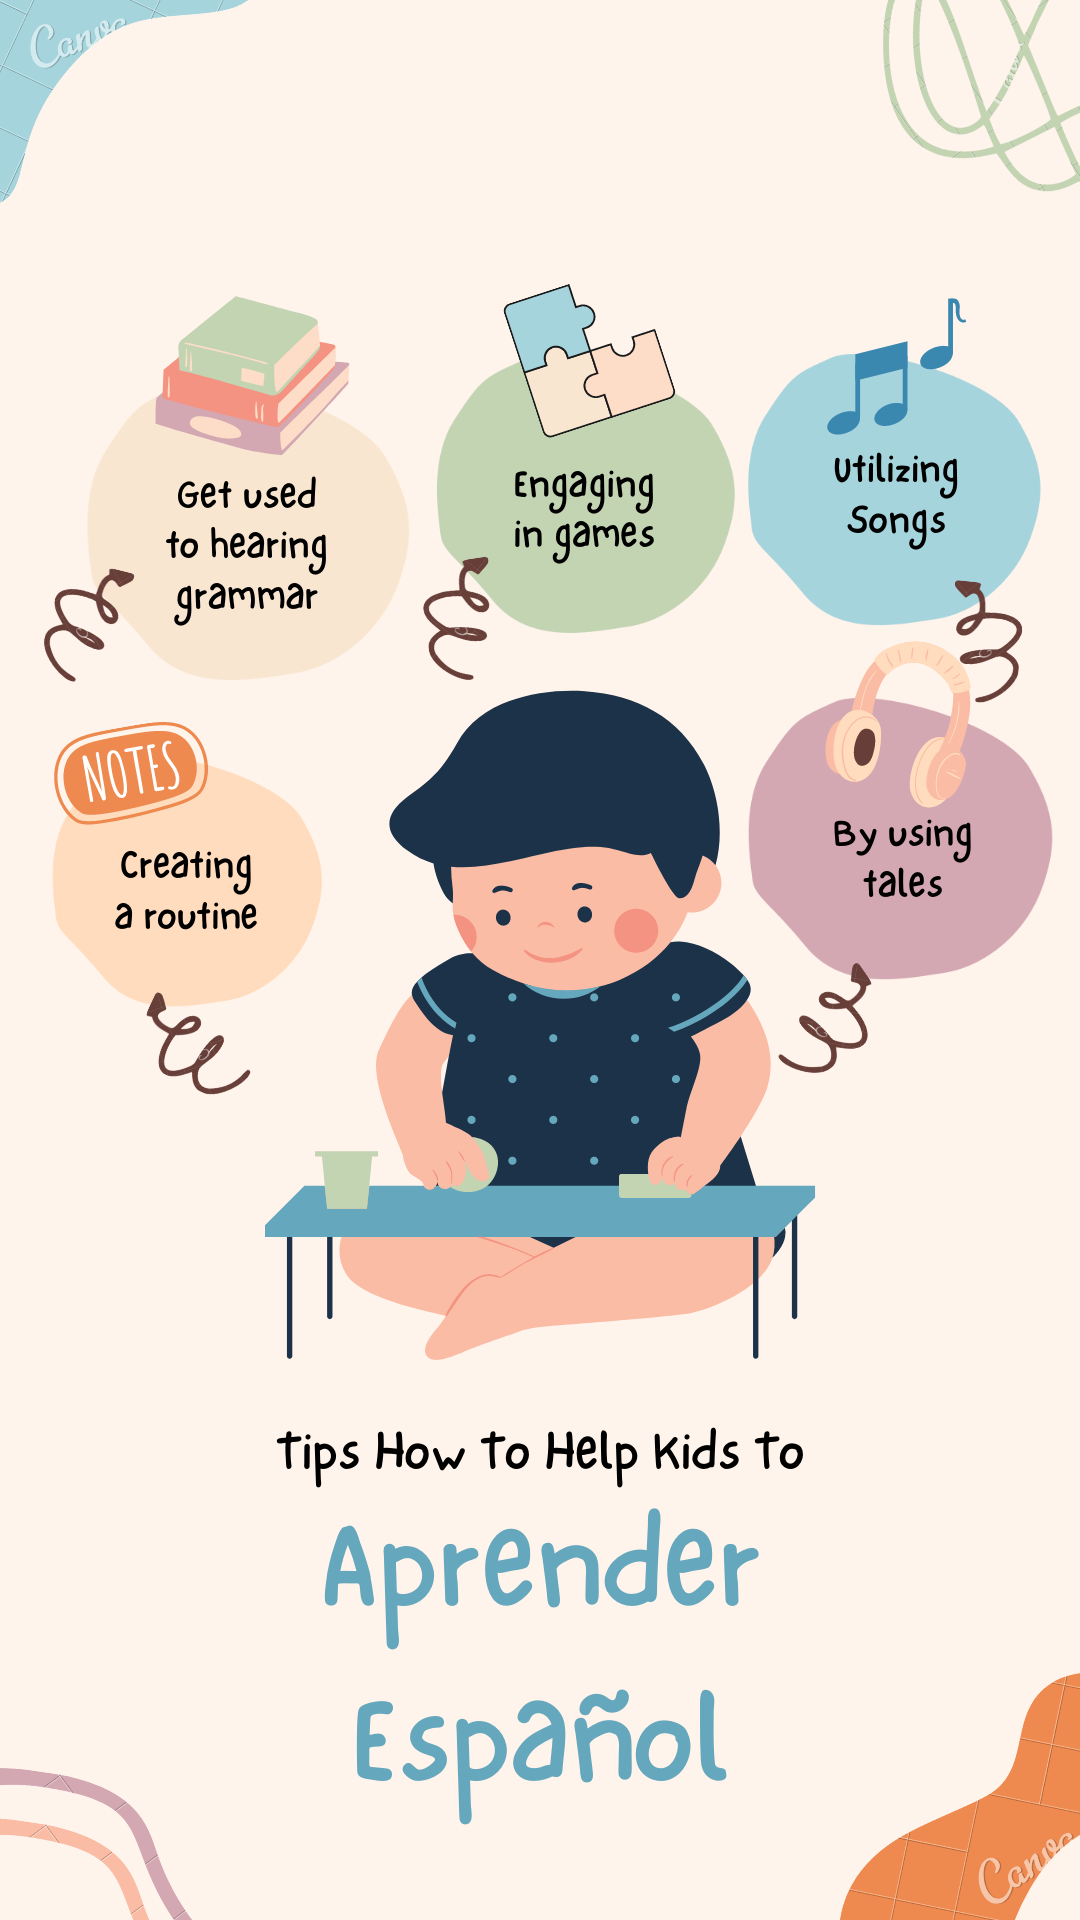 Canva
Get used
to hearing
grammar
Engaging
in games
Utilizing
Songs
NOTES
Creating
a routine
By using
tales
Tips How To Help Kids To
Aprender
Español
Canva